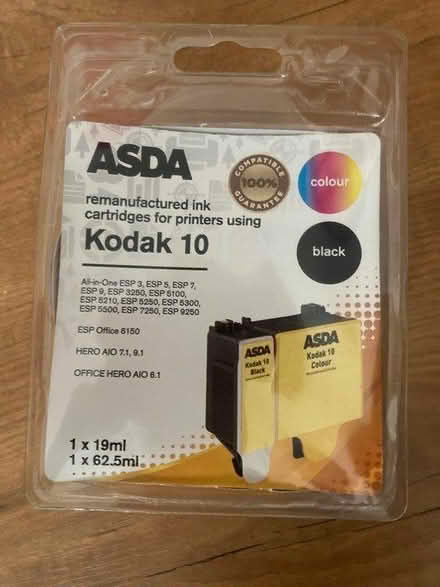 ASDA
COMPATIBLE
100%
GUARANTEE
colour
remanufactured ink
cartridges for printers using
Kodak 10
black
All-in-One ESP 3, ESP 5, ESP 7,
ESP 9, ESP 3250, ESP 5100,
ESP 5210, ESP 5250, ESP 5300,
ESP 5500, ESP 7250, ESP 9250
ESP Office 6150
HERO AIO 7.1, 9.1
OFFICE HERO AIO 6.1
ASDA
Kodak 10
Black
ASDA
Kodak 10
Colour
1 x 19ml
1 x 62.5ml